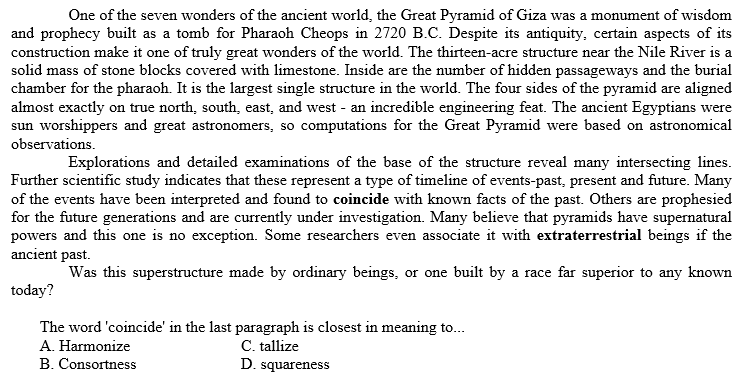 One of the seven wonders of the ancient world, the Great Pyramid of Giza was a monument of wisdom
and prophecy built as a tomb for Pharaoh Cheops in 2720 B.C. Despite its antiquity, certain aspects of its
construction make it one of truly great wonders of the world. The thirteen-acre structure near the Nile River is a
solid mass of stone blocks covered with limestone. Inside are the number of hidden passageways and the burial
chamber for the pharaoh. It is the largest single structure in the world. The four sides of the pyramid are aligned
almost exactly on true north, south, east, and west - an incredible engineering feat. The ancient Egyptians were
sun worshippers and great astronomers, so computations for the Great Pyramid were based on astronomical
observations.
Explorations and detailed examinations of the base of the structure reveal many intersecting lines.
Further scientific study indicates that these represent a type of timeline of events-past, present and future. Many
of the events have been interpreted and found to coincide with known facts of the past. Others are prophesied
for the future generations and are currently under investigation. Many believe that pyramids have supernatural
powers and this one is no exception. Some researchers even associate it with extraterrestrial beings if the
ancient past.
Was this superstructure made by ordinary beings, or one built by a race far superior to any known
today?
The word 'coincide' in the last paragraph is closest in meaning to...
A. Harmonize C. tallize
B. Consortness D. squareness